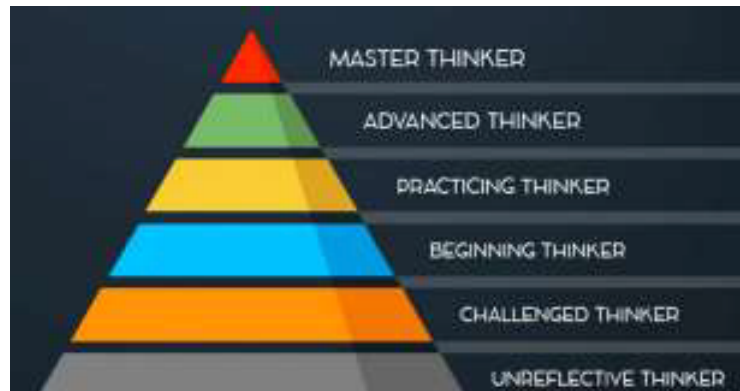 MASTER THINKER
ADVANCED THINKER
PRACTICING THINKER
BEGINNING THINKER
CHALLENGED THINKER
UNREFLECTIVE THINKER